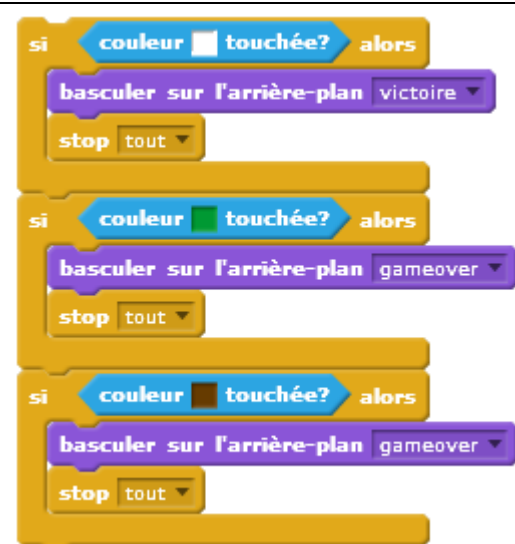 si couleur touchée? alors
basculer sur l'arrière-plan victoire
stop tout
si couleur touchée? alors
basculer sur l'arrière-plan gameover
stop tout
si couleur touchée? alors
basculer sur l'arrière-plan gameover
stop tout